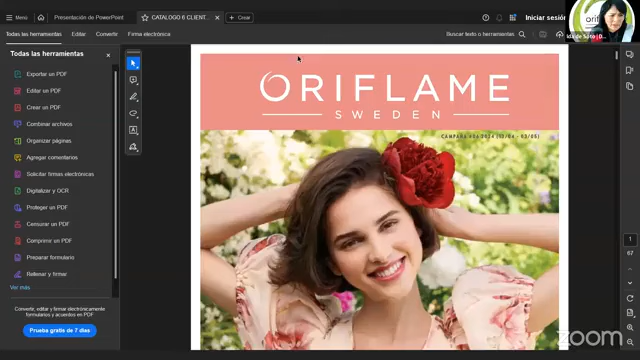 Menú
Presentación de PowerPoint
CATALOGO 6 CLIENT...
Crear
Iniciar sesión
Todas las herramientas
Editar
Convertir
Firma electrónica
Buscar texto o herramientas
Todas las herramientas
Exportar un PDF
Editar un PDF
Crear un PDF
Combinar archivos
Organizar páginas
Agregar comentarios
Solicitar firmas electrónicas
Digitalizar y OCR
Proteger un PDF
Censurar un PDF
Comprimir un PDF
Preparar formulario
Rellenar y firmar
Ver más
Convertir, editar y firmar electrónicamente
formularios y acuerdos en PDF
Prueba gratis de 7 días
ORIFLAME
SWEDEN
1
67
zoom